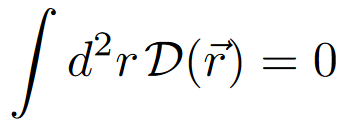 ∫ d²r 𝒟(r⃗) = 0